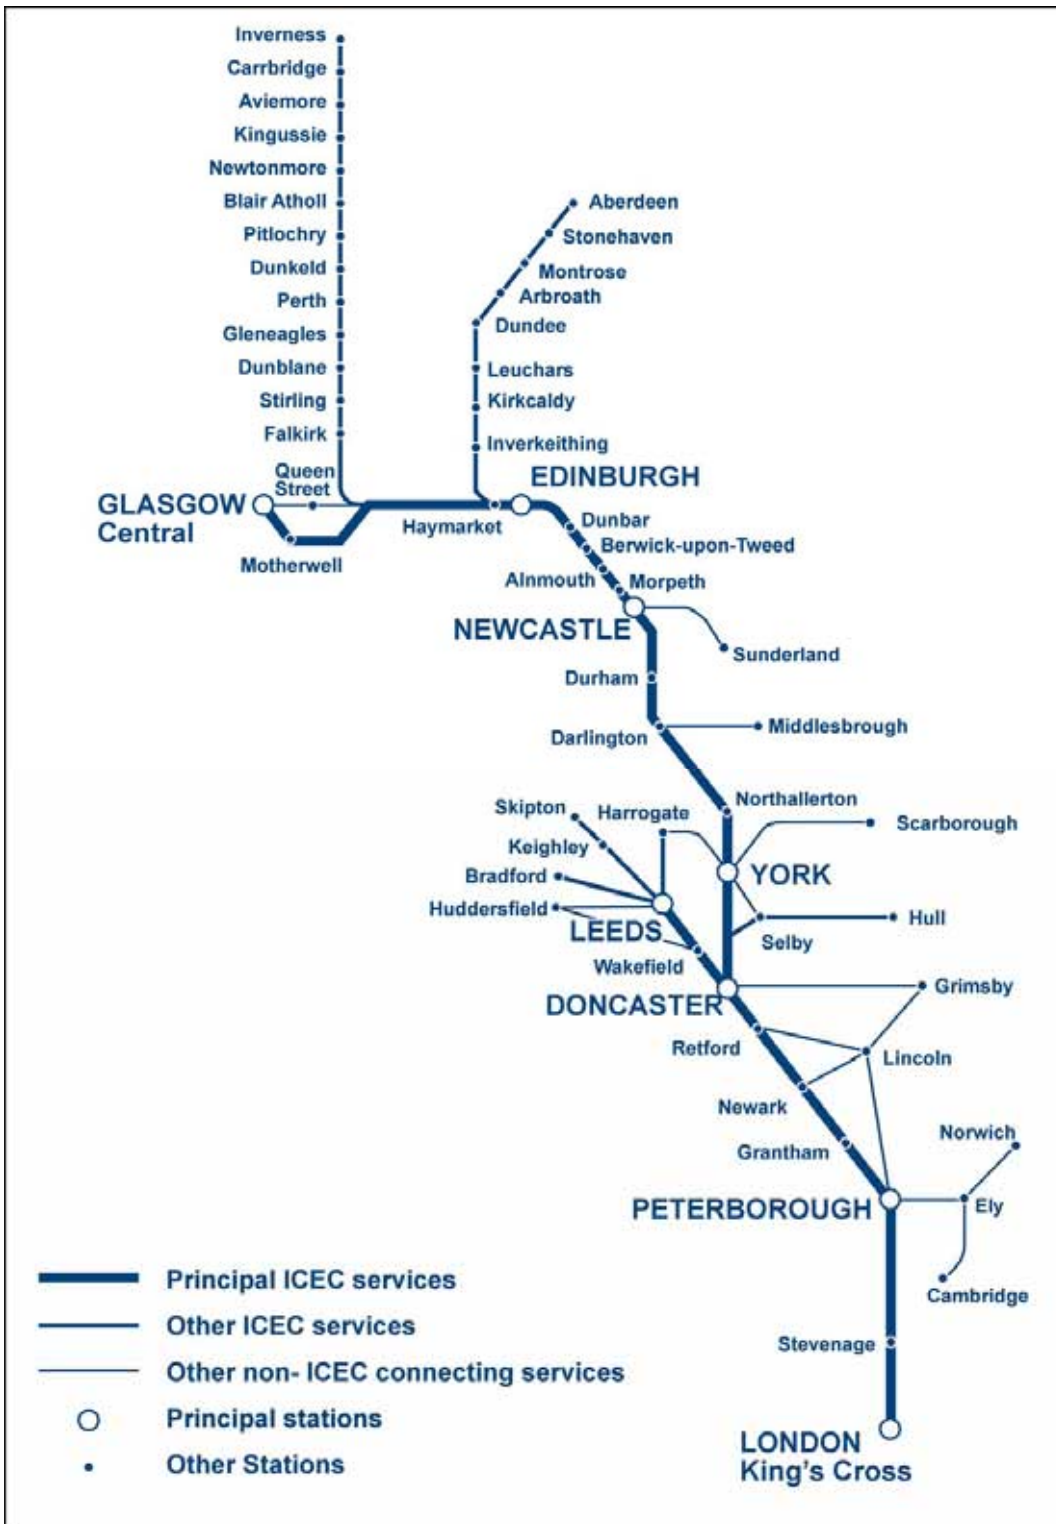 Inverness
Carrbridge
Aviemore
Kingussie
Newtonmore
Blair Atholl
Aberdeen
Pitlochry
Stonehaven
Dunkeld
Montrose
Perth
Arbroath
Gleneagles
Dundee
Dunblane
Leuchars
Stirling
Kirkcaldy
Falkirk
Inverkeithing
Queen
Street
EDINBURGH
GLASGOW
Central
Haymarket
Dunbar
Berwick-upon-Tweed
Motherwell
Alnmouth
Morpeth
NEWCASTLE
Sunderland
Durham
Darlington
Middlesbrough
Skipton
Harrogate
Northallerton
Scarborough
Keighley
Bradford
YORK
Huddersfield
LEEDS
Selby
Hull
Wakefield
DONCASTER
Grimsby
Retford
Lincoln
Newark
Grantham
Norwich
PETERBOROUGH
Ely
Cambridge
Stevenage
LONDON
King's Cross
Principal ICEC services
Other ICEC services
Other non- ICEC connecting services
Principal stations
Other Stations